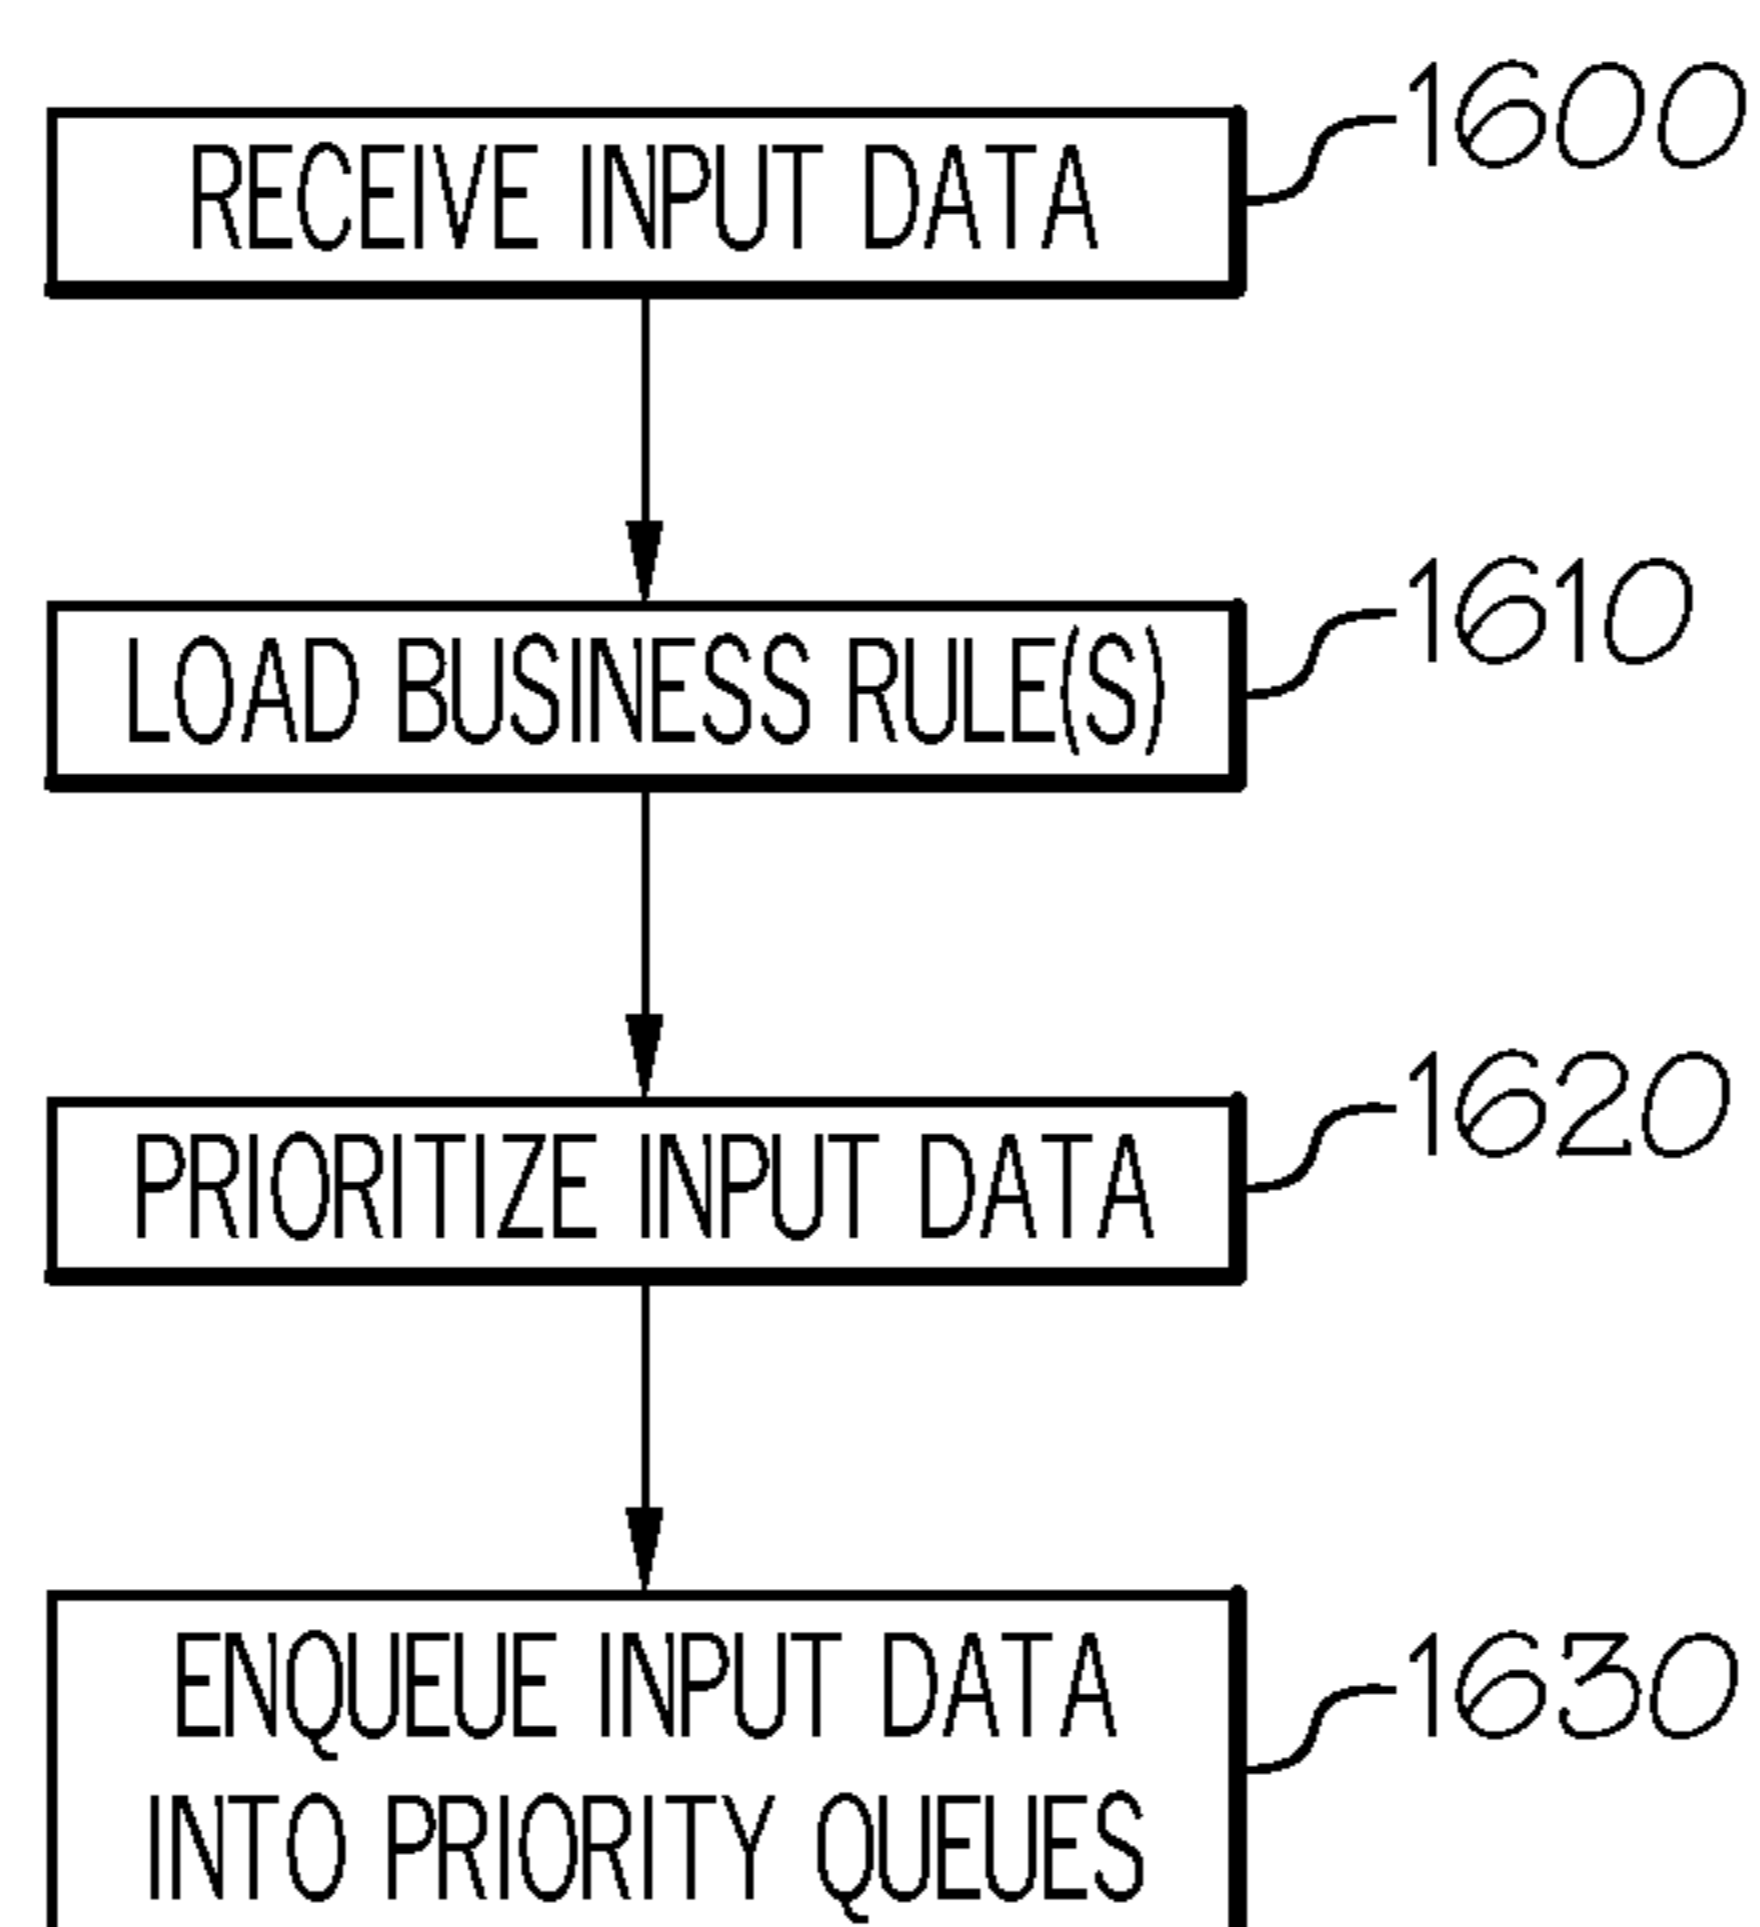 RECEIVE INPUT DATA
1600
LOAD BUSINESS RULE(S)
1610
PRIORITIZE INPUT DATA
1620
ENQUEUE INPUT DATA
INTO PRIORITY QUEUES
1630